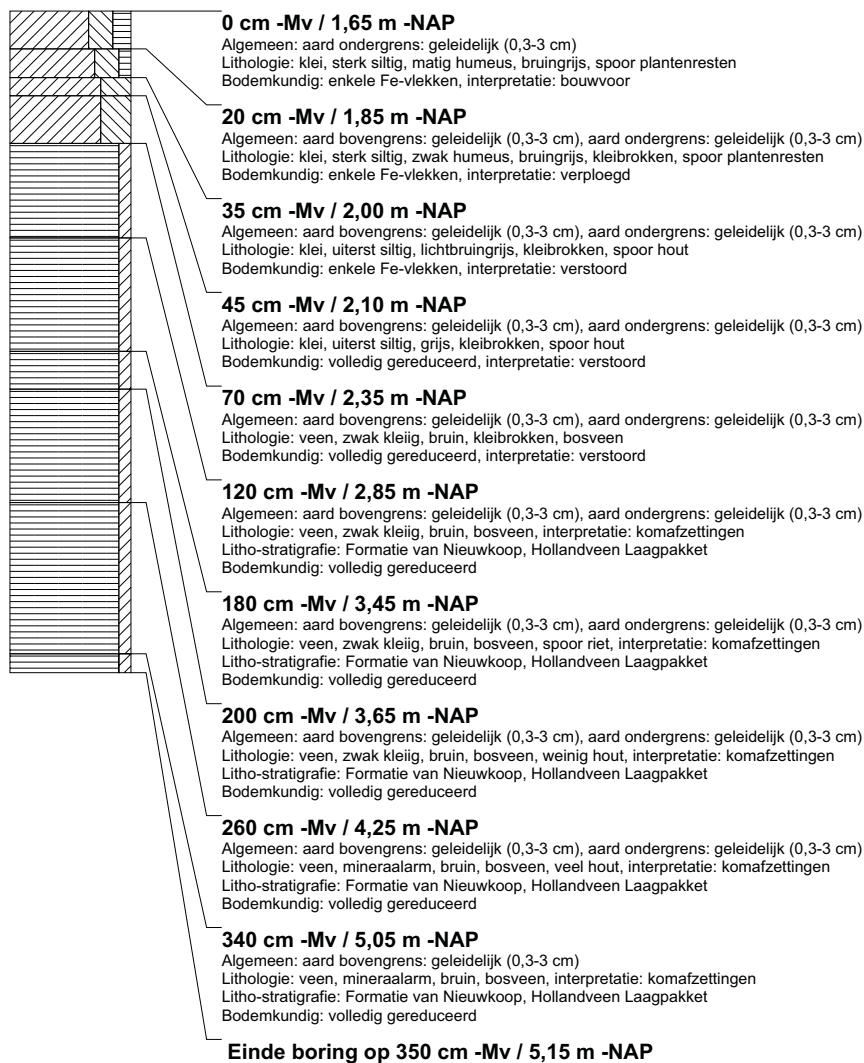 0 cm -Mv / 1,65 m -NAP
Algemeen: aard ondergrens: geleidelijk (0,3-3 cm)
Lithologie: klei, sterk siltig, matig humeus, bruingrijs, spoor plantenresten
Bodemkundig: enkele Fe-vlekken, interpretatie: bouwvoor
20 cm -Mv / 1,85 m -NAP
Algemeen: aard bovengrens: geleidelijk (0,3-3 cm), aard ondergrens: geleidelijk (0,3-3 cm)
Lithologie: klei, sterk siltig, zwak humeus, bruingrijs, kleibrokken, spoor plantenresten
Bodemkundig: enkele Fe-vlekken, interpretatie: verploegd
35 cm -Mv / 2,00 m -NAP
Algemeen: aard bovengrens: geleidelijk (0,3-3 cm), aard ondergrens: geleidelijk (0,3-3 cm)
Lithologie: klei, uiterst siltig, lichtbruingrijs, kleibrokken, spoor hout
Bodemkundig: enkele Fe-vlekken, interpretatie: verstoord
45 cm -Mv / 2,10 m -NAP
Algemeen: aard bovengrens: geleidelijk (0,3-3 cm), aard ondergrens: geleidelijk (0,3-3 cm)
Lithologie: klei, uiterst siltig, grijs, kleibrokken, spoor hout
Bodemkundig: volledig gereduceerd, interpretatie: verstoord
70 cm -Mv / 2,35 m -NAP
Algemeen: aard bovengrens: geleidelijk (0,3-3 cm), aard ondergrens: geleidelijk (0,3-3 cm)
Lithologie: veen, zwak kleiig, bruin, kleibrokken, bosveen
Bodemkundig: volledig gereduceerd, interpretatie: verstoord
120 cm -Mv / 2,85 m -NAP
Algemeen: aard bovengrens: geleidelijk (0,3-3 cm), aard ondergrens: geleidelijk (0,3-3 cm)
Lithologie: veen, zwak kleiig, bruin, bosveen, interpretatie: komafzettingen
Litho-stratigrafie: Formatie van Nieuwkoop, Hollandveen Laagpakket
Bodemkundig: volledig gereduceerd
180 cm -Mv / 3,45 m -NAP
Algemeen: aard bovengrens: geleidelijk (0,3-3 cm), aard ondergrens: geleidelijk (0,3-3 cm)
Lithologie: veen, zwak kleiig, bruin, bosveen, spoor riet, interpretatie: komafzettingen
Litho-stratigrafie: Formatie van Nieuwkoop, Hollandveen Laagpakket
Bodemkundig: volledig gereduceerd
200 cm -Mv / 3,65 m -NAP
Algemeen: aard bovengrens: geleidelijk (0,3-3 cm), aard ondergrens: geleidelijk (0,3-3 cm)
Lithologie: veen, zwak kleiig, bruin, bosveen, weinig hout, interpretatie: komafzettingen
Litho-stratigrafie: Formatie van Nieuwkoop, Hollandveen Laagpakket
Bodemkundig: volledig gereduceerd
260 cm -Mv / 4,25 m -NAP
Algemeen: aard bovengrens: geleidelijk (0,3-3 cm), aard ondergrens: geleidelijk (0,3-3 cm)
Lithologie: veen, mineraalarm, bruin, bosveen, veel hout, interpretatie: komafzettingen
Litho-stratigrafie: Formatie van Nieuwkoop, Hollandveen Laagpakket
Bodemkundig: volledig gereduceerd
340 cm -Mv / 5,05 m -NAP
Algemeen: aard bovengrens: geleidelijk (0,3-3 cm)
Lithologie: veen, mineraalarm, bruin, bosveen, interpretatie: komafzettingen
Litho-stratigrafie: Formatie van Nieuwkoop, Hollandveen Laagpakket
Bodemkundig: volledig gereduceerd
Einde boring op 350 cm -Mv / 5,15 m -NAP